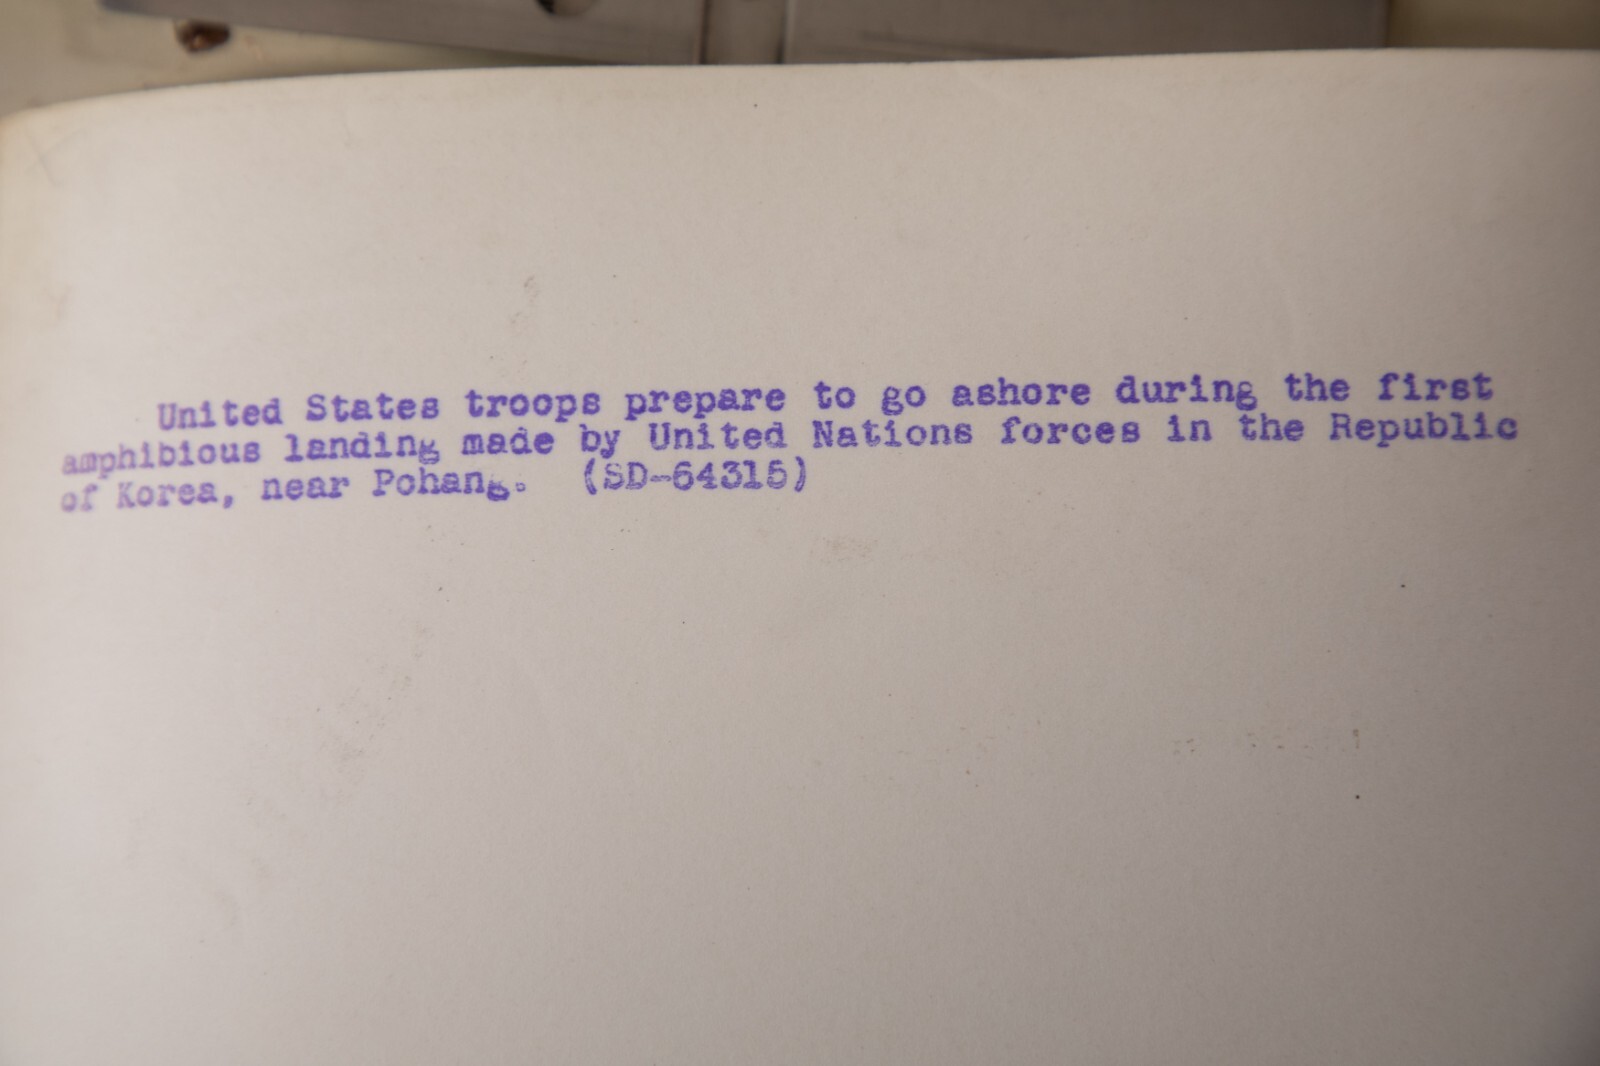 United States troops prepare to go ashore during the first
amphibious landing made by United Nations forces in the Republic
of Korea, near Pohang. (SD-64315)